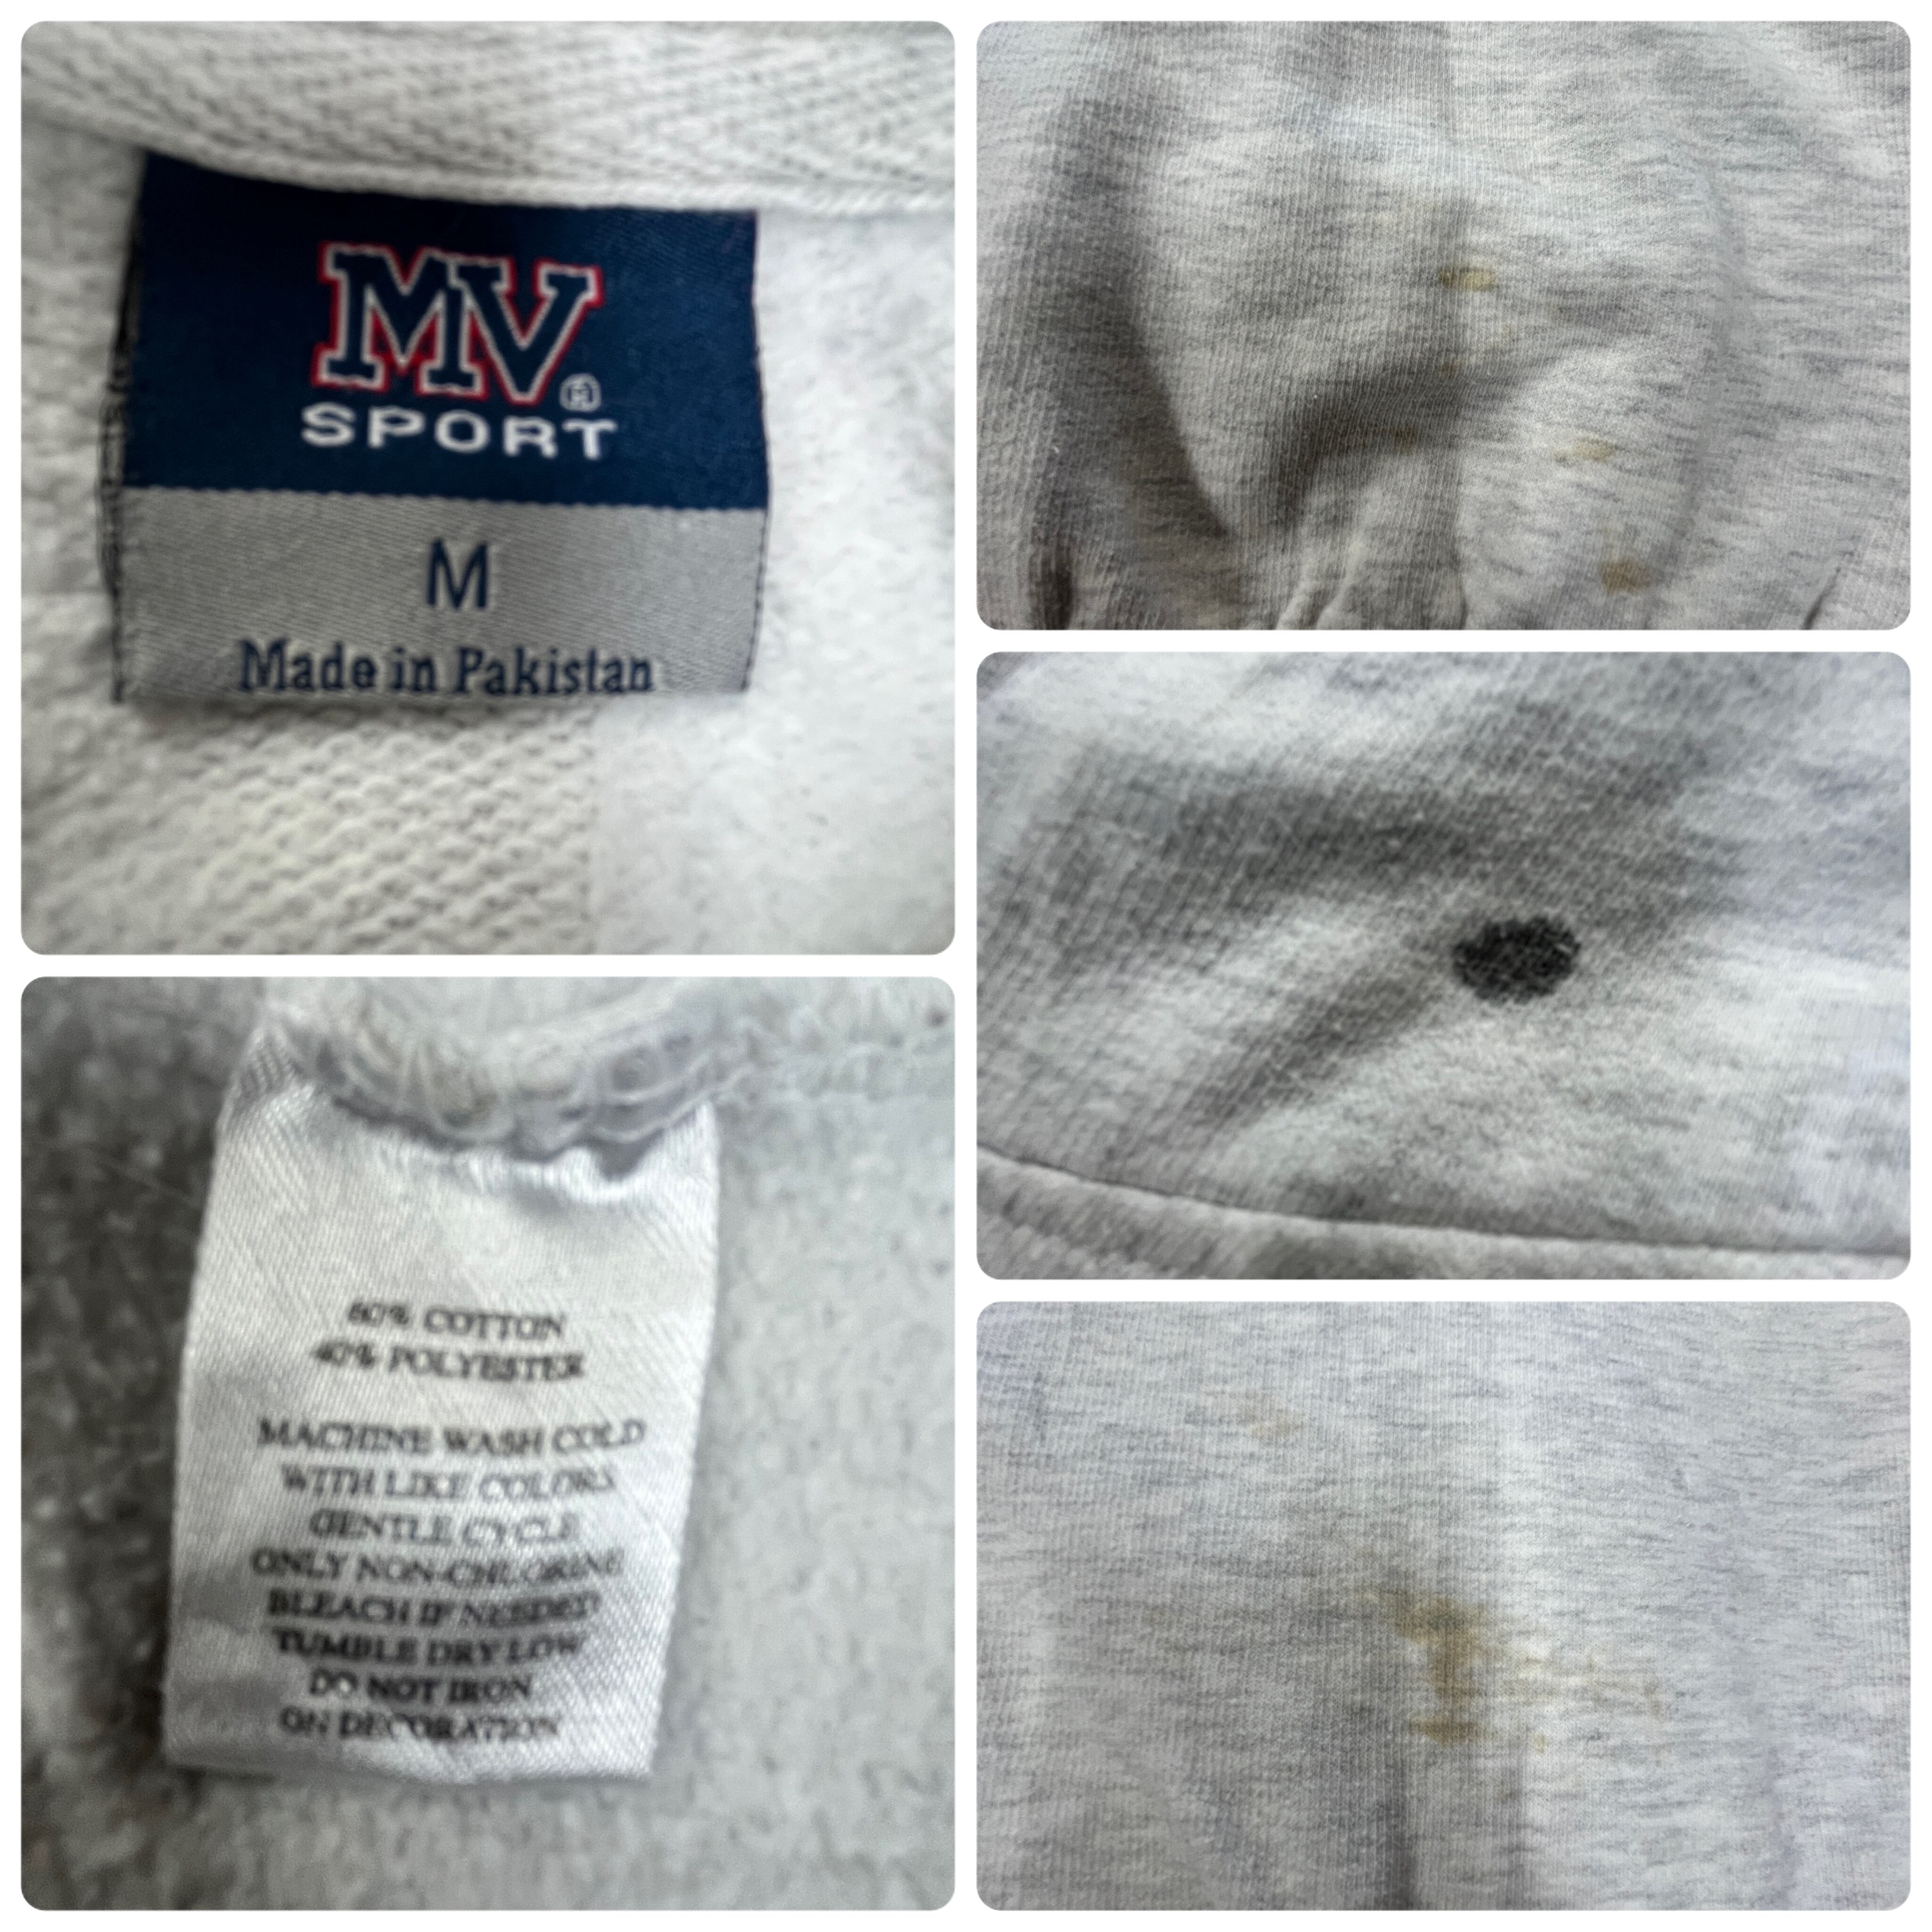 MV®
SPORT
M
Made in Pakistan
60% COTTON
40% POLYESTER
MACHINE WASH COLD
WITH LIKE COLORS
GENTLE CYCLE
ONLY NON-CHLORINE
BLEACH IF NEEDED
TUMBLE DRY LOW
DO NOT IRON
ON DECORATION